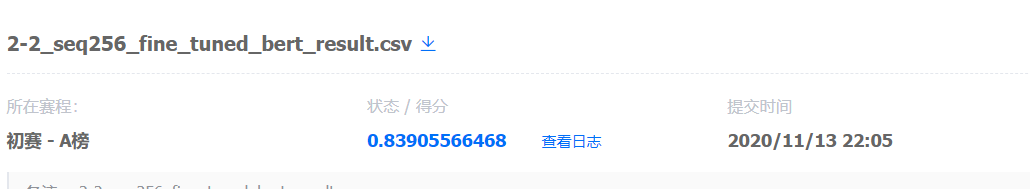 2-2_seq256_fine_tuned_bert_result.csv
所在赛程: 状态 / 得分 提交时间
初赛 - A榜 0.83905566468 查看日志 2020/11/13 22:05